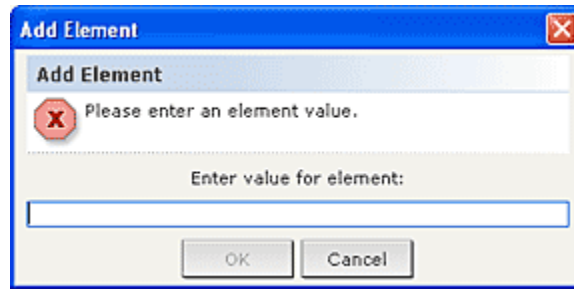 Add Element
Add Element
Please enter an element value.
Enter value for element:
OK Cancel